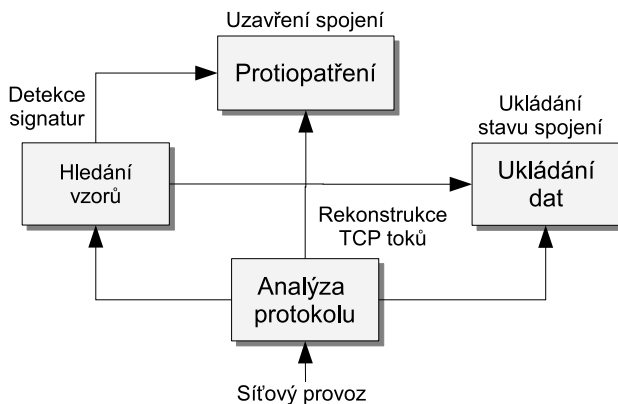 Uzavření spojení
Protiopatření
Detekce
signatur
Ukládání
stavu spojení
Hledání
vzorů
Ukládání
dat
Rekonstrukce
TCP toků
Analýza
protokolu
Síťový provoz